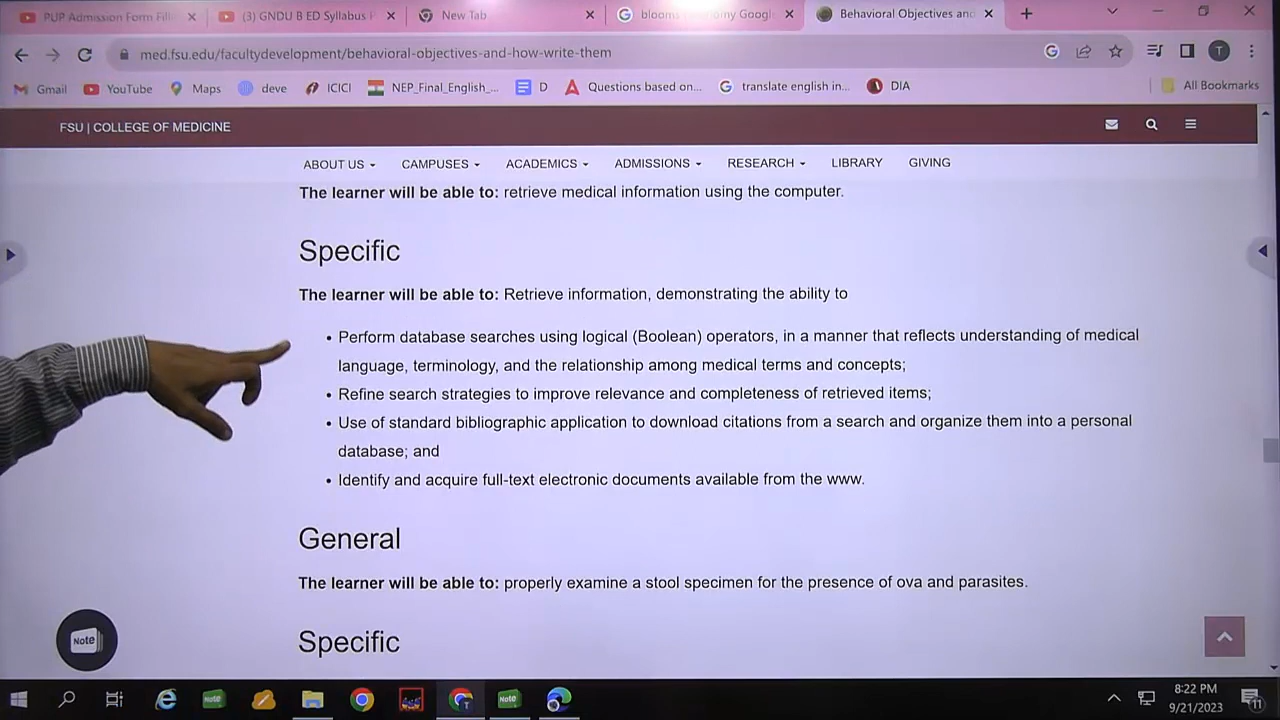 PUP Admission Form Filli
(3) GNDU B ED Syllabus P
New Tab
blooms Googl
Behavioral Objectives and
med.fsu.edu/facultydevelopment/behavioral-objectives-and-how-write-them
T
Gmail
YouTube
Maps
deve
ICICI
NEP_Final_English_...
D
Questions based on...
translate english in...
DIA
All Bookmarks
FSU | COLLEGE OF MEDICINE
ABOUT US CAMPUSES ACADEMICS ADMISSIONS RESEARCH LIBRARY GIVING
The learner will be able to: retrieve medical information using the computer.
Specific
The learner will be able to: Retrieve information, demonstrating the ability to
• Perform database searches using logical (Boolean) operators, in a manner that reflects understanding of medical
language, terminology, and the relationship among medical terms and concepts;
• Refine search strategies to improve relevance and completeness of retrieved items;
• Use of standard bibliographic application to download citations from a search and organize them into a personal
database; and
• Identify and acquire full-text electronic documents available from the www.
General
The learner will be able to: properly examine a stool specimen for the presence of ova and parasites.
Note
Specific
Note
T
Note
8:22 PM
9/21/2023
11